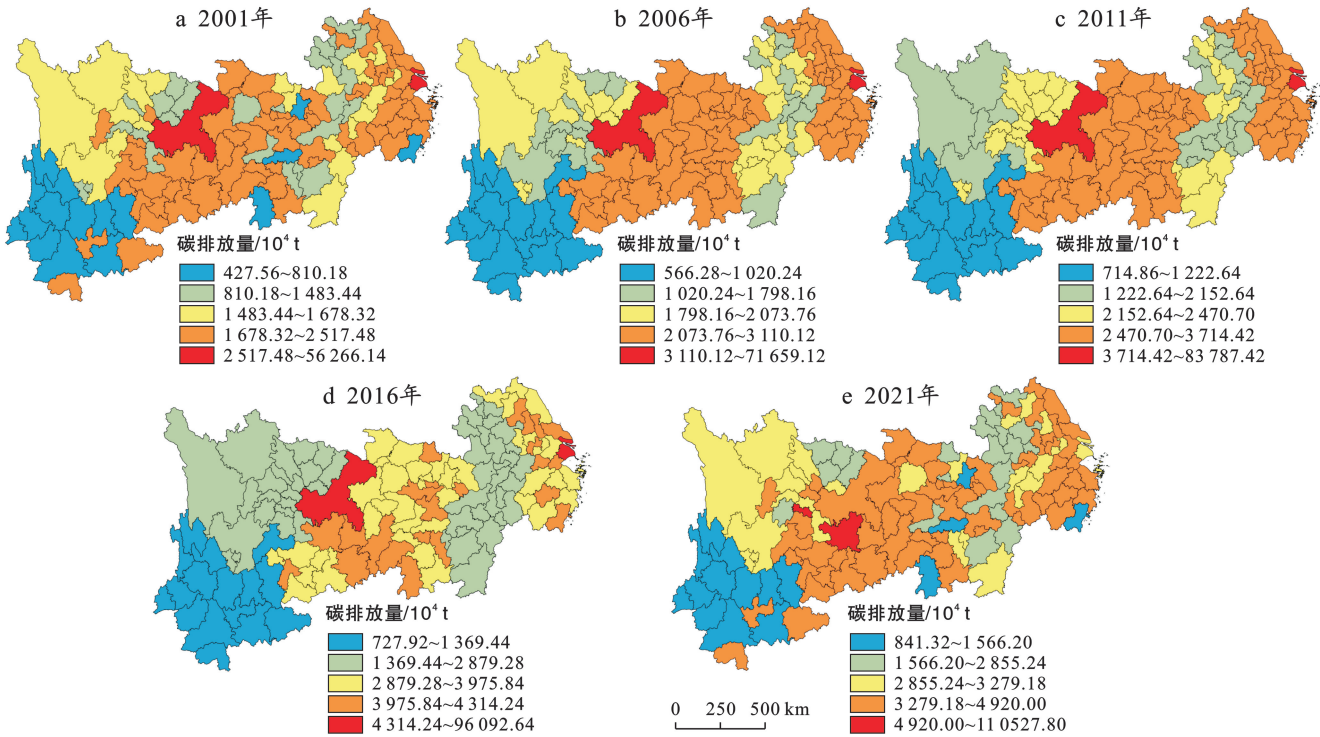 a 2001年
b 2006年
c 2011年
碳排放量/10⁴ t
427.56~810.18
810.18~1 483.44
1 483.44~1 678.32
1 678.32~2 517.48
2 517.48~56 266.14
碳排放量/10⁴ t
566.28~1 020.24
1 020.24~1 798.16
1 798.16~2 073.76
2 073.76~3 110.12
3 110.12~71 659.12
碳排放量/10⁴ t
714.86~1 222.64
1 222.64~2 152.64
2 152.64~2 470.70
2 470.70~3 714.42
3 714.42~83 787.42
d 2016年
e 2021年
碳排放量/10⁴ t
727.92~1 369.44
1 369.44~2 879.28
2 879.28~3 975.84
3 975.84~4 314.24
4 314.24~96 092.64
0 250 500 km
碳排放量/10⁴ t
841.32~1 566.20
1 566.20~2 855.24
2 855.24~3 279.18
3 279.18~4 920.00
4 920.00~11 0527.80